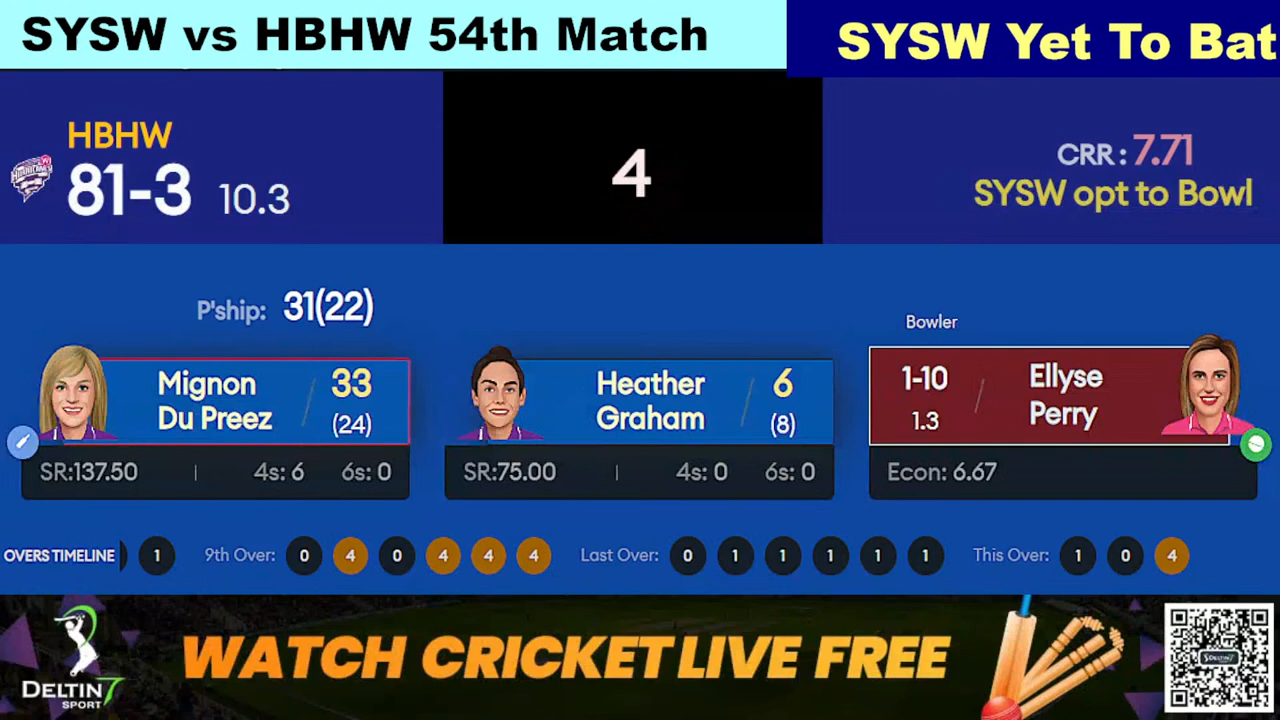 SYSW vs HBHW 54th Match
SYSW Yet To Bat
HBHW
81-3 10.3
4
CRR : 7.71
SYSW opt to Bowl
P'ship: 31(22)
Bowler
Mignon
Du Preez
33
(24)
SR:137.50 | 4s: 6 6s: 0
Heather
Graham
6
(8)
SR:75.00 | 4s: 0 6s: 0
1-10
1.3
Ellyse
Perry
Econ: 6.67
OVERS TIMELINE 1 9th Over: 0 4 0 4 4 4 Last Over: 0 1 1 1 1 1 This Over: 1 0 4
WATCH CRICKET LIVE FREE
DELTIN7
SPORT